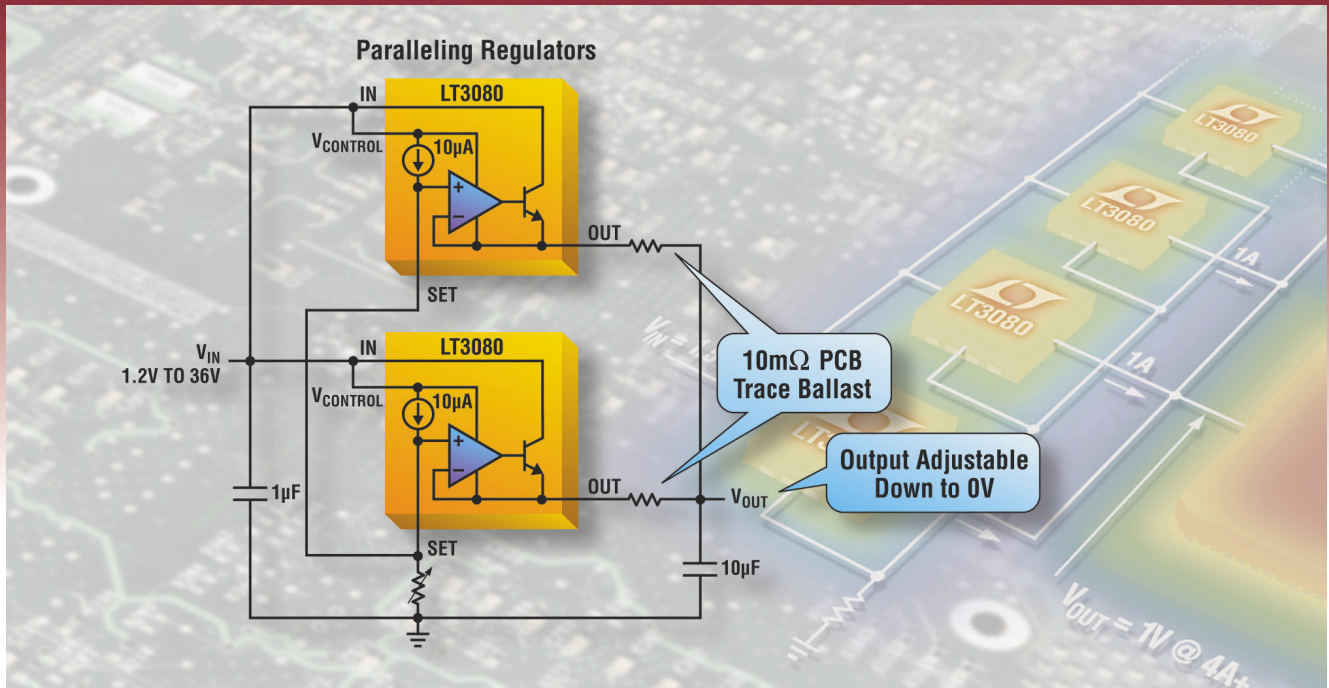 Paralleling Regulators
LT3080
IN
VCONTROL
10µA
+
−
OUT
SET
LT3080
IN
VIN
1.2V TO 36V
VCONTROL
10µA
+
−
OUT
SET
1µF
10µF
VOUT
10mΩ PCB
Trace Ballast
Output Adjustable
Down to 0V
LT3080
LT3080
LT3080
1A
1A
VOUT = 1V @ 4A+